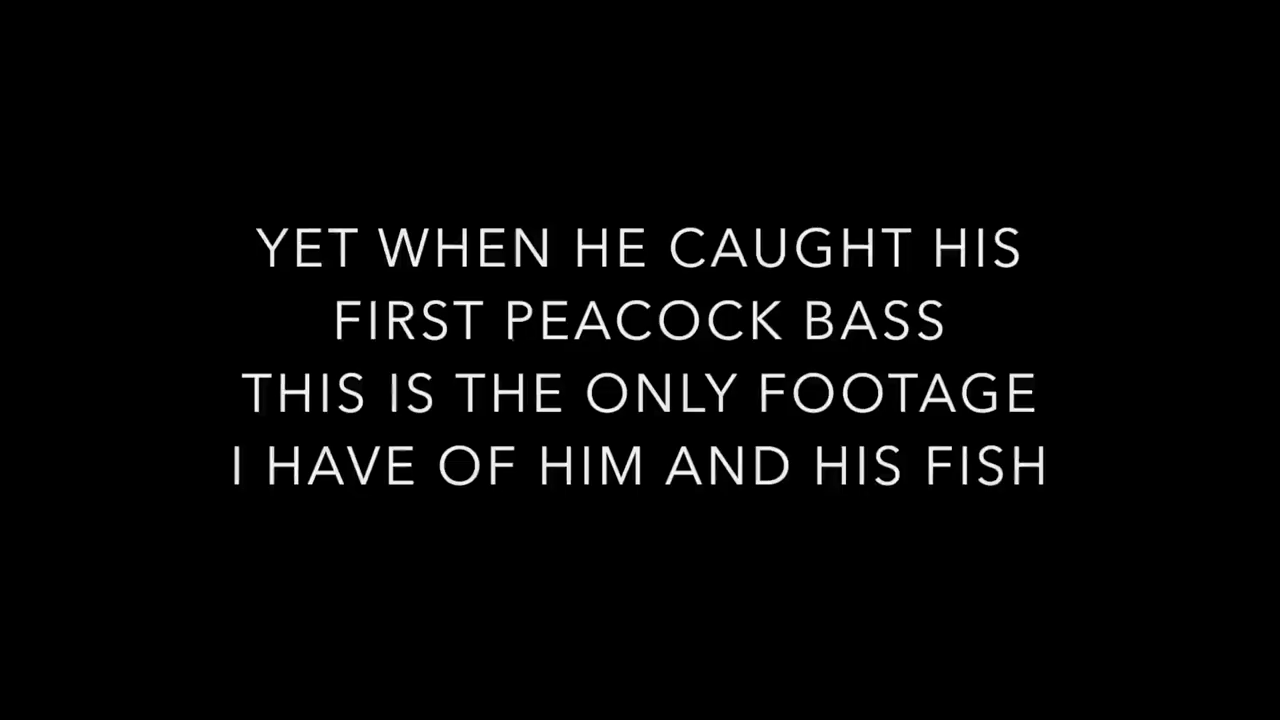 YET WHEN HE CAUGHT HIS
FIRST PEACOCK BASS
THIS IS THE ONLY FOOTAGE
I HAVE OF HIM AND HIS FISH